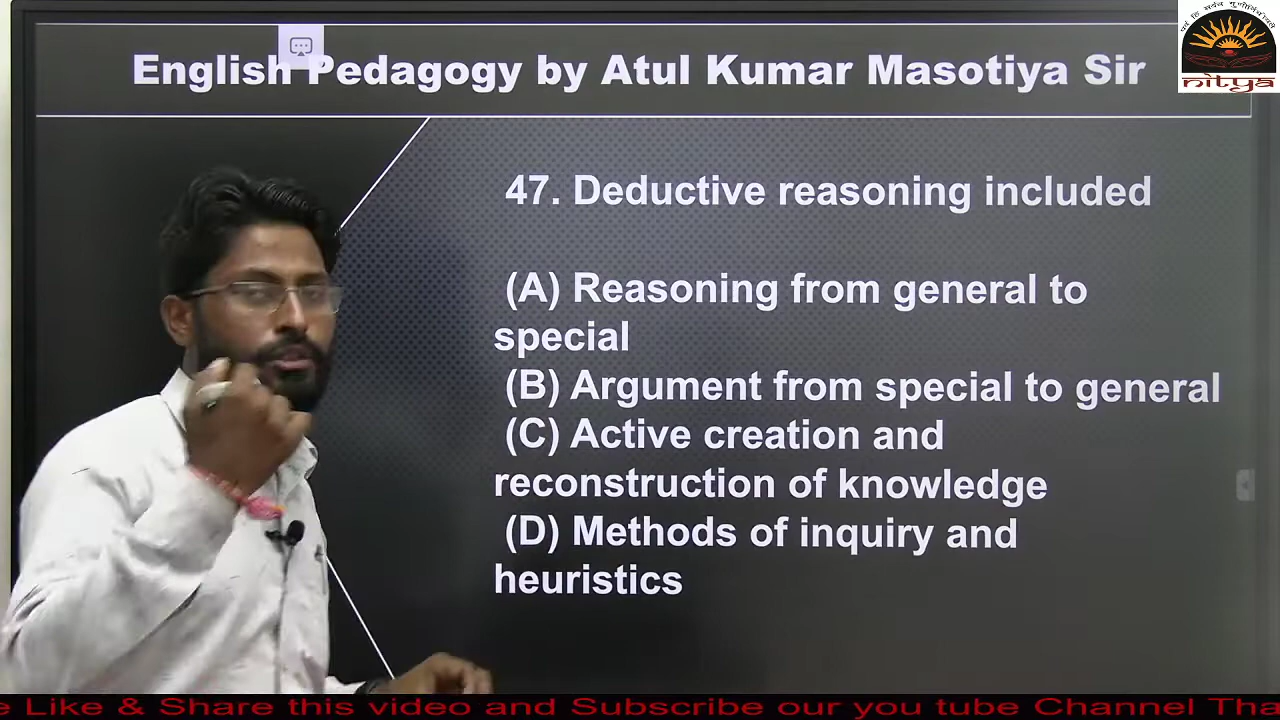 English Pedagogy by Atul Kumar Masotiya Sir
nitya
47. Deductive reasoning included
(A) Reasoning from general to
special
(B) Argument from special to general
(C) Active creation and
reconstruction of knowledge
(D) Methods of inquiry and
heuristics
Like & Share this video and Subscribe our you tube Channel